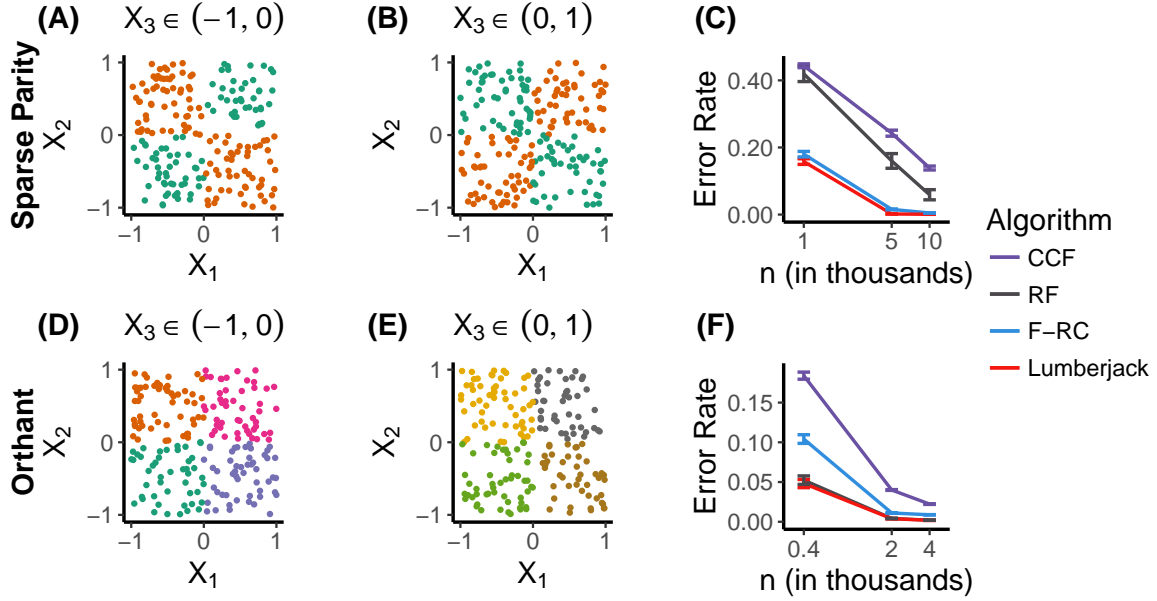 (A) X3 ∈ (−1, 0)
(B) X3 ∈ (0, 1)
(C)
Sparse Parity
X2
1
0
−1
−1 0 1
X1
X2
1
0
−1
−1 0 1
X1
Error Rate
0.40
0.20
0.00
1 5 10
n (in thousands)
Algorithm
CCF
RF
F−RC
Lumberjack
(D) X3 ∈ (−1, 0)
(E) X3 ∈ (0, 1)
(F)
Orthant
X2
1
0
−1
−1 0 1
X1
X2
1
0
−1
−1 0 1
X1
Error Rate
0.15
0.10
0.05
0.00
0.4 2 4
n (in thousands)